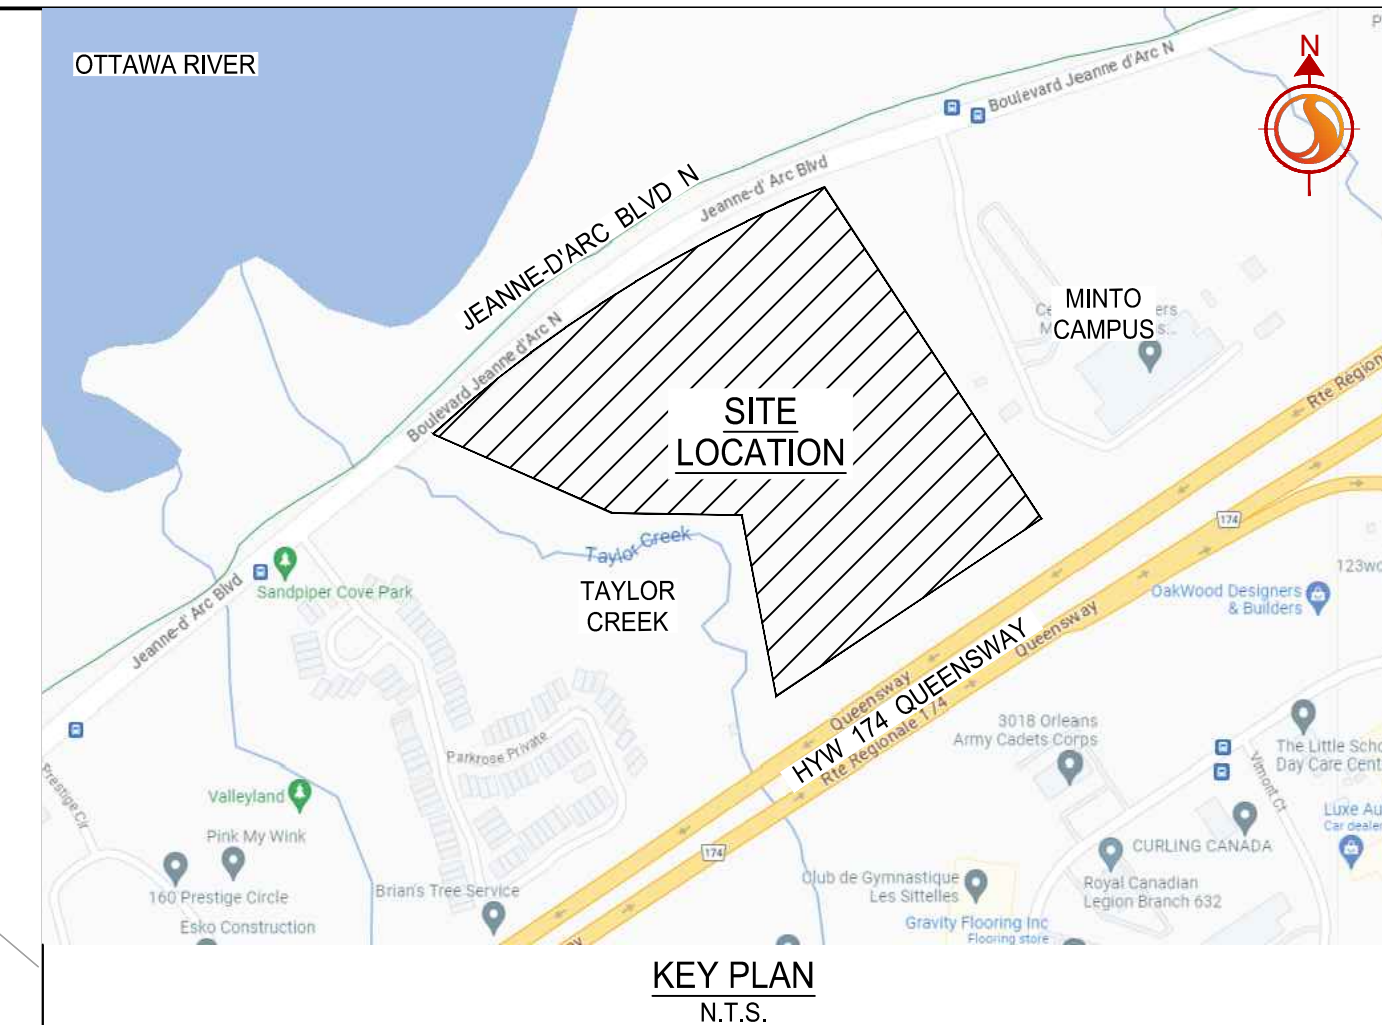 OTTAWA RIVER
N
Boulevard Jeanne d'Arc N
JEANNE-D'ARC BLVD N
Jeanne-d' Arc Blvd
MINTO
CAMPUS
Boulevard Jeanne d'Arc N
Rte Région
SITE
LOCATION
174
Taylor Creek
TAYLOR
CREEK
Sandpiper Cove Park
Jeanne-d' Arc Blvd
123wo
OakWood Designers
& Builders
Queensway
HYW 174 QUEENSWAY
Queensway
Rte Régionale 174
3018 Orleans
Army Cadets Corps
The Little Scho
Day Care Cent
Vimont Ct
Parkrose Private
Prestige Cir
Valleyland
Pink My Wink
Luxe Au
Car dealer
174
CURLING CANADA
160 Prestige Circle
Brian's Tree Service
Club de Gymnastique
Les Sittelles
Royal Canadian
Legion Branch 632
Esko Construction
Gravity Flooring Inc
Flooring store
KEY PLAN
N.T.S.